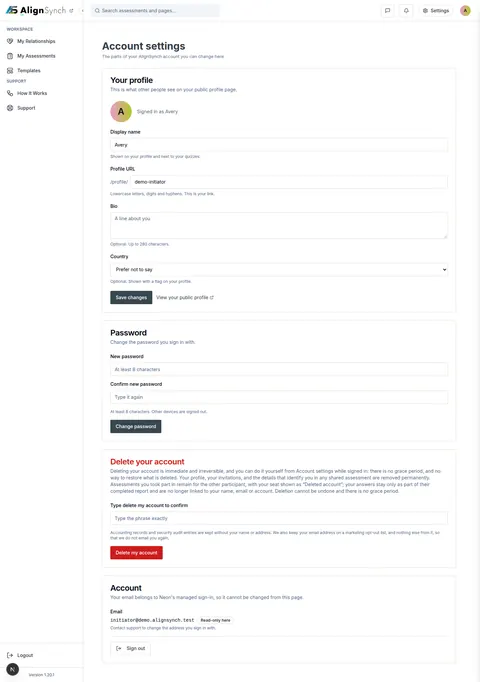 AlignSynch
Search assessments and pages...
Settings
A
WORKSPACE
My Relationships
My Assessments
Templates
SUPPORT
How It Works
Support
Account settings
The parts of your AlignSynch account you can change here.
Your profile
This is what other people see on your public profile page.
A
Signed in as Avery
Display name
Avery
Shown on your profile and next to your quizzes.
Profile URL
/profile/
demo-initiator
Lowercase letters, digits and hyphens. This is your link.
Bio
A line about you.
Optional. Up to 280 characters.
Country
Prefer not to say
Optional. Shown with a flag on your profile.
Save changes
View your public profile
Password
Change the password you sign in with.
New password
At least 8 characters
Confirm new password
Type it again
At least 8 characters. Other devices are signed out.
Change password
Delete your account
Deleting your account is immediate and irreversible, and you can do it yourself from Account settings while signed in: there is no grace period, and no
way to restore what is deleted. Your profile, your invitations, and the details that identify you in any shared assessment are removed permanently.
Assessments you took part in remain for the other participant, with your seat shown as "Deleted account"; your answers stay only as part of their
completed report and are no longer linked to your name, email or account. Deletion cannot be undone and there is no grace period.
Type delete my account to confirm
Type the phrase exactly
Accounting records and security audit entries are kept without your name or address. We also keep your email address on a marketing opt-out list, and nothing else from it, so
that we do not email you again.
Delete my account
Account
Your email belongs to Neon's managed sign-in, so it cannot be changed from this page.
Email
initiator@demo.alignsynch.test
Read-only here
Contact support to change the address you sign in with.
Sign out
Logout
N
Version 1.20.1